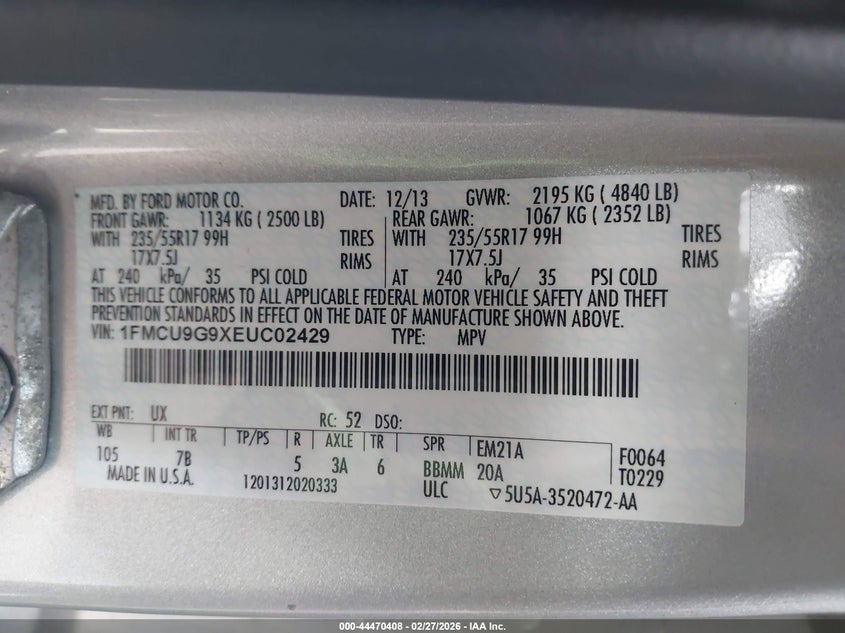 MFD. BY FORD MOTOR CO. DATE: 12/13 GVWR: 2195 KG ( 4840 LB)
FRONT GAWR: 1134 KG ( 2500 LB) REAR GAWR: 1067 KG ( 2352 LB)
WITH 235/55R17 99H TIRES WITH 235/55R17 99H TIRES
17X7.5J RIMS 17X7.5J RIMS
AT 240 kPa/ 35 PSI COLD AT 240 kPa/ 35 PSI COLD
THIS VEHICLE CONFORMS TO ALL APPLICABLE FEDERAL MOTOR VEHICLE SAFETY AND THEFT
PREVENTION STANDARDS IN EFFECT ON THE DATE OF MANUFACTURE SHOWN ABOVE.
VIN: 1FMCU9G9XEUC02429 TYPE: MPV
EXT PNT: UX RC: 52 DSO:
WB INT TR TP/PS R AXLE TR SPR EM21A F0064
105 7B 5 3A 6 BBMM 20A T0229
MADE IN U.S.A. 1201312020333 ULC ▽5U5A-3520472-AA
000-44470408 - 02/27/2026 - IAA Inc.